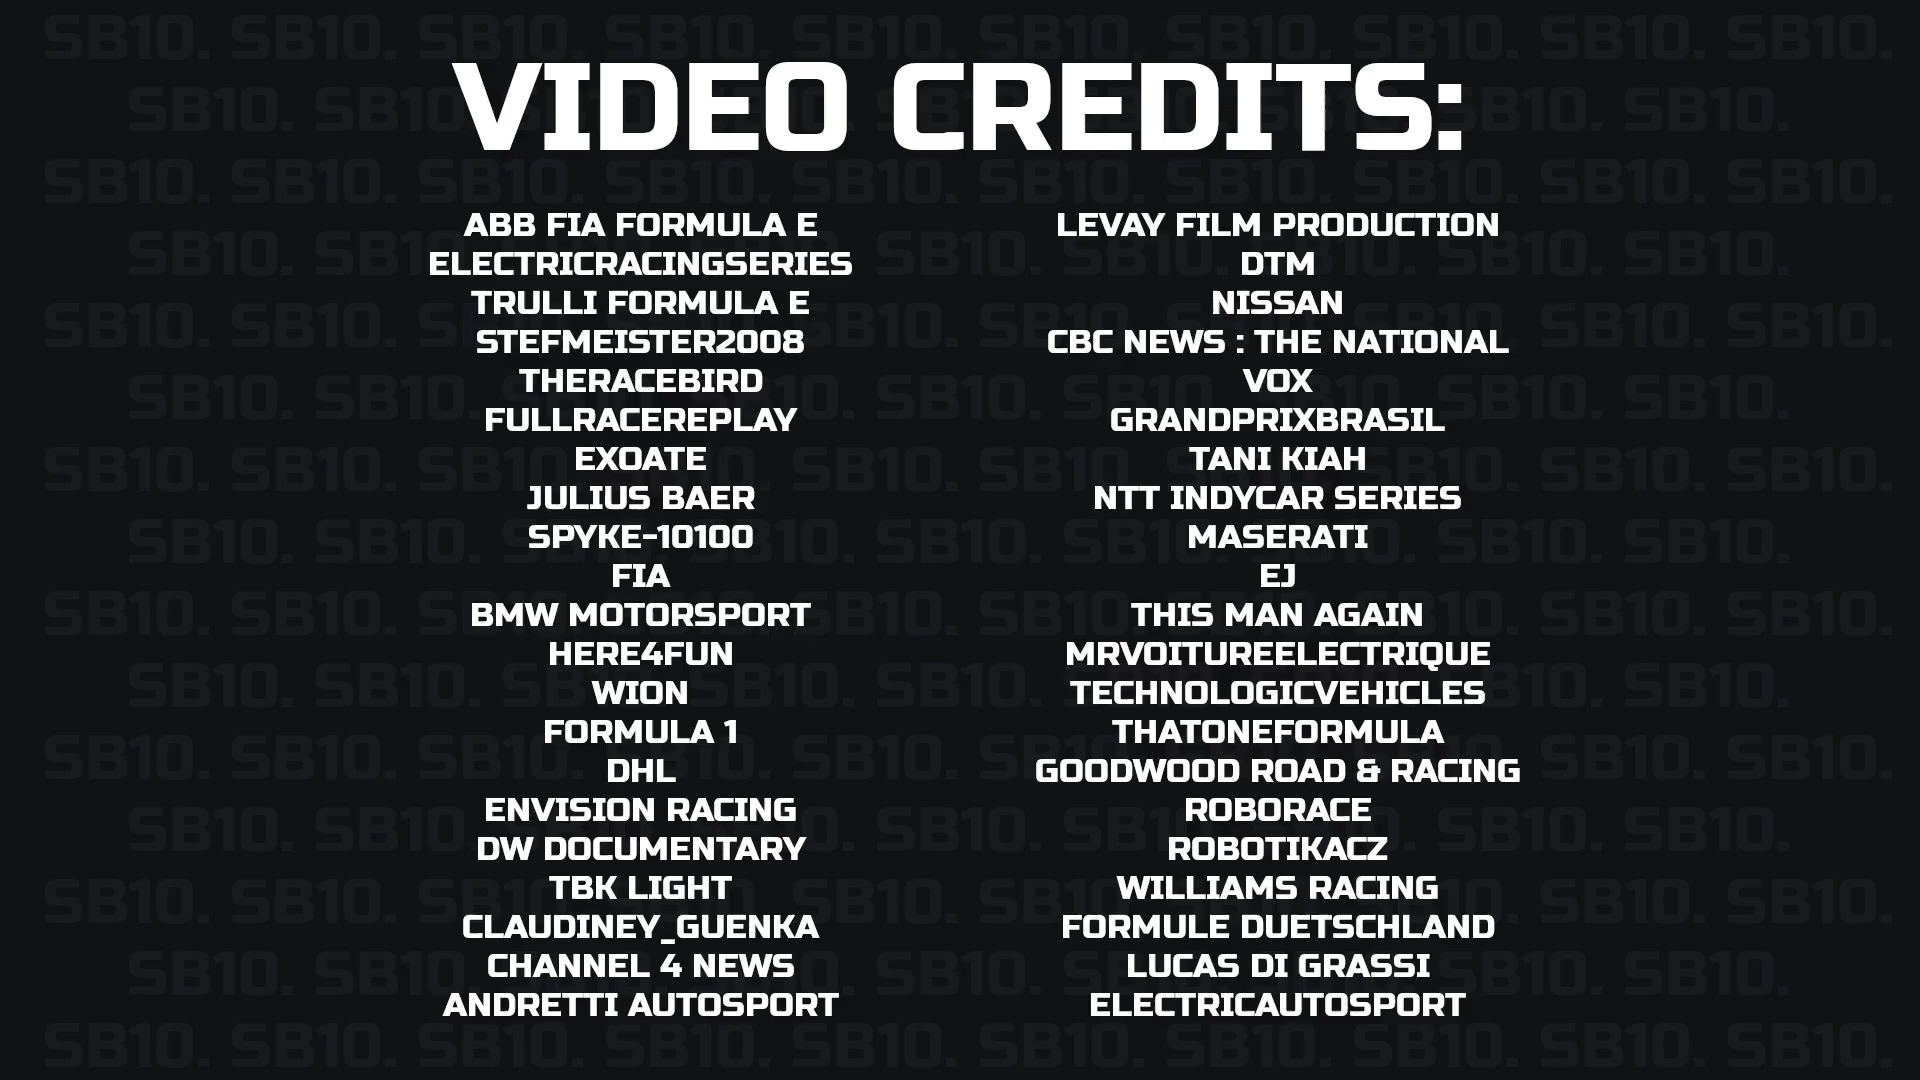 VIDEO CREDITS:
ABB FIA FORMULA E
ELECTRICRACINGSERIES
TRULLI FORMULA E
STEFMEISTER2008
THERACEBIRD
FULLRACEREPLAY
EXOATE
JULIUS BAER
SPYKE-10100
FIA
BMW MOTORSPORT
HERE4FUN
WION
FORMULA 1
DHL
ENVISION RACING
DW DOCUMENTARY
TBK LIGHT
CLAUDINEY_GUENKA
CHANNEL 4 NEWS
ANDRETTI AUTOSPORT
LEVAY FILM PRODUCTION
DTM
NISSAN
CBC NEWS : THE NATIONAL
VOX
GRANDPRIXBRASIL
TANI KIAH
NTT INDYCAR SERIES
MASERATI
EJ
THIS MAN AGAIN
MRVOITUREELECTRIQUE
TECHNOLOGICVEHICLES
THATONEFORMULA
GOODWOOD ROAD & RACING
ROBORACE
ROBOTIKACZ
WILLIAMS RACING
FORMULE DUETSCHLAND
LUCAS DI GRASSI
ELECTRICAUTOSPORT